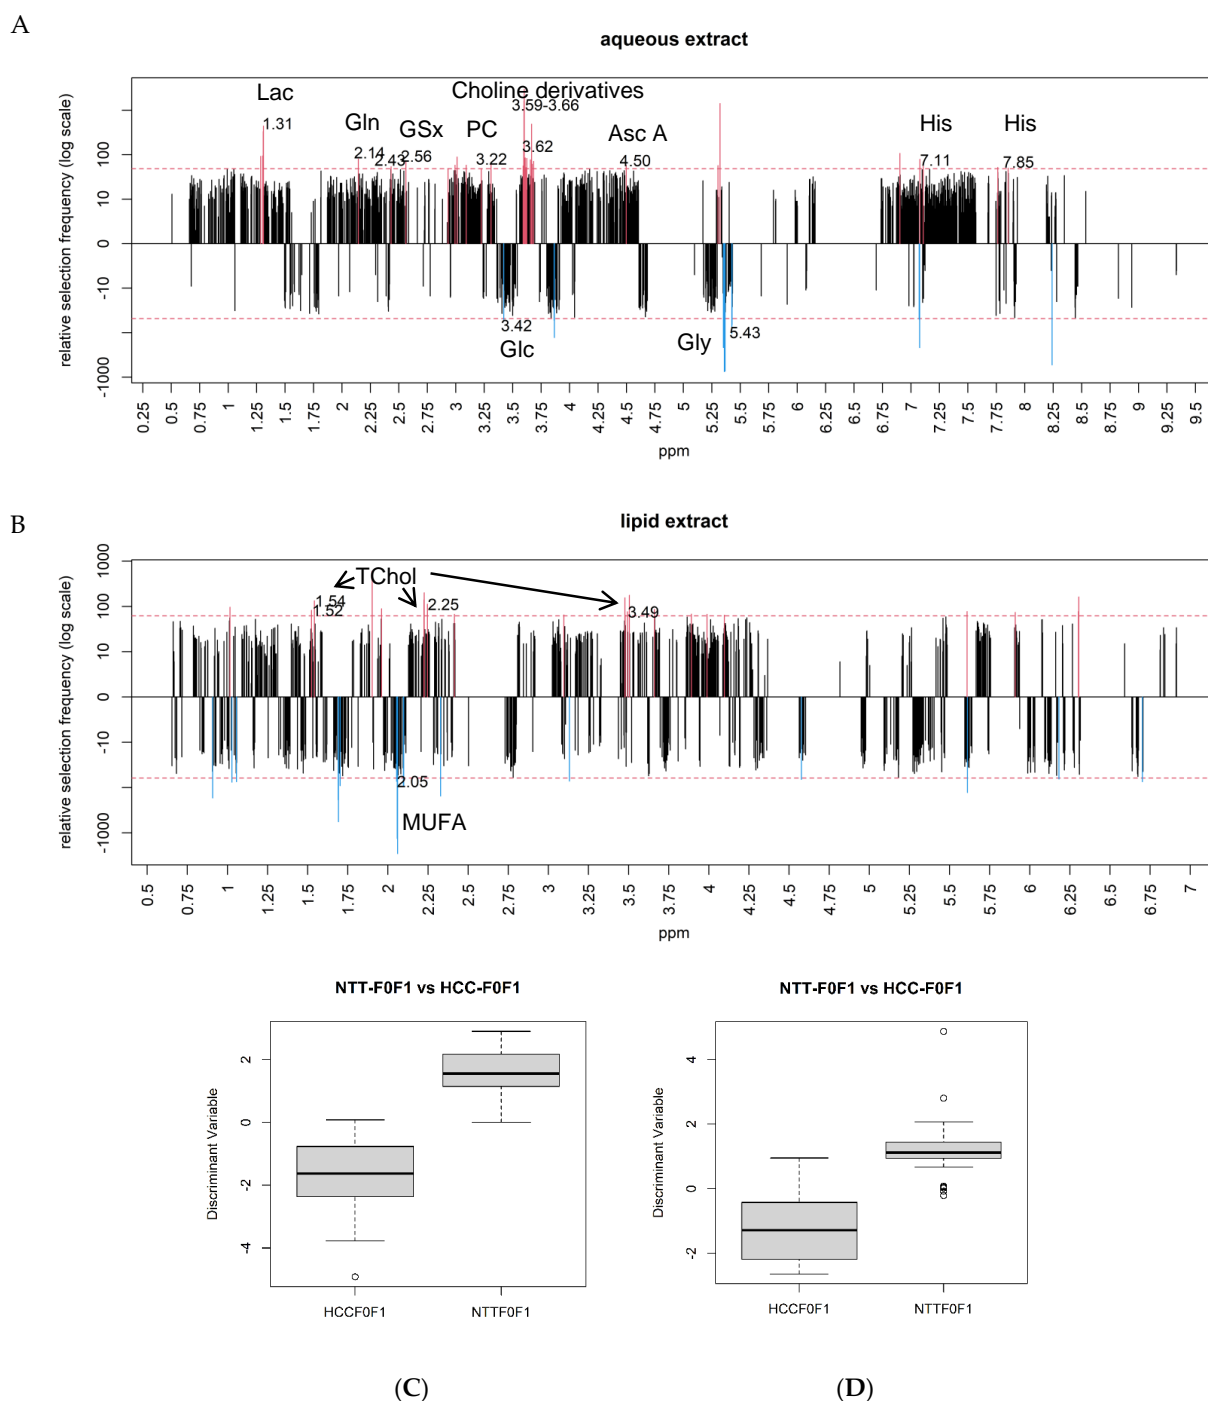 A
aqueous extract
relative selection frequency (log scale)
100
10
0
-10
-1000
Lac
1.31
Gln
2.14
2.43
GSx
2.56
PC
3.22
Choline derivatives
3.59-3.66
3.62
Asc A
4.50
His
7.11
His
7.85
3.42
Glc
Gly
5.43
0.25 0.5 0.75 1 1.25 1.5 1.75 2 2.25 2.5 2.75 3 3.25 3.5 3.75 4 4.25 4.5 4.75 5 5.25 5.5 5.75 6 6.25 6.5 6.75 7 7.25 7.5 7.75 8 8.25 8.5 8.75 9 9.25 9.5
ppm
B
lipid extract
relative selection frequency (log scale)
1000
100
10
0
-10
-1000
TChol
1.54
1.52
2.25
3.49
2.05
MUFA
0.5 0.75 1 1.25 1.5 1.75 2 2.25 2.5 2.75 3 3.25 3.5 3.75 4 4.25 4.5 4.75 5 5.25 5.5 5.75 6 6.25 6.5 6.75 7
ppm
NTT-F0F1 vs HCC-F0F1
Discriminant Variable
2
0
-2
-4
HCCF0F1 NTTF0F1
(C)
NTT-F0F1 vs HCC-F0F1
Discriminant Variable
4
2
0
-2
HCCF0F1 NTTF0F1
(D)